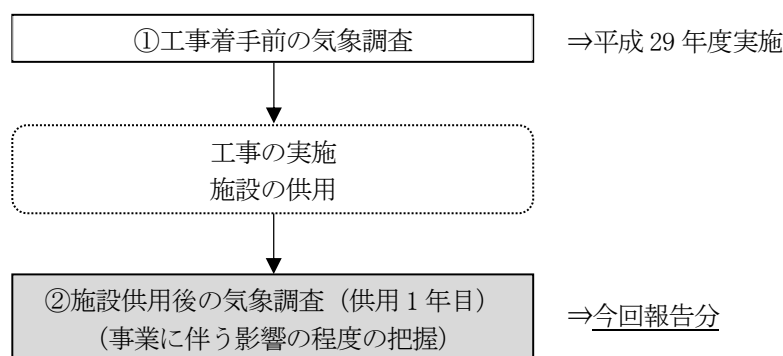 ①工事着手前の気象調査 ⇒平成 29 年度実施
工事の実施
施設の供用
②施設供用後の気象調査（供用 1 年目）
（事業に伴う影響の程度の把握）
⇒今回報告分